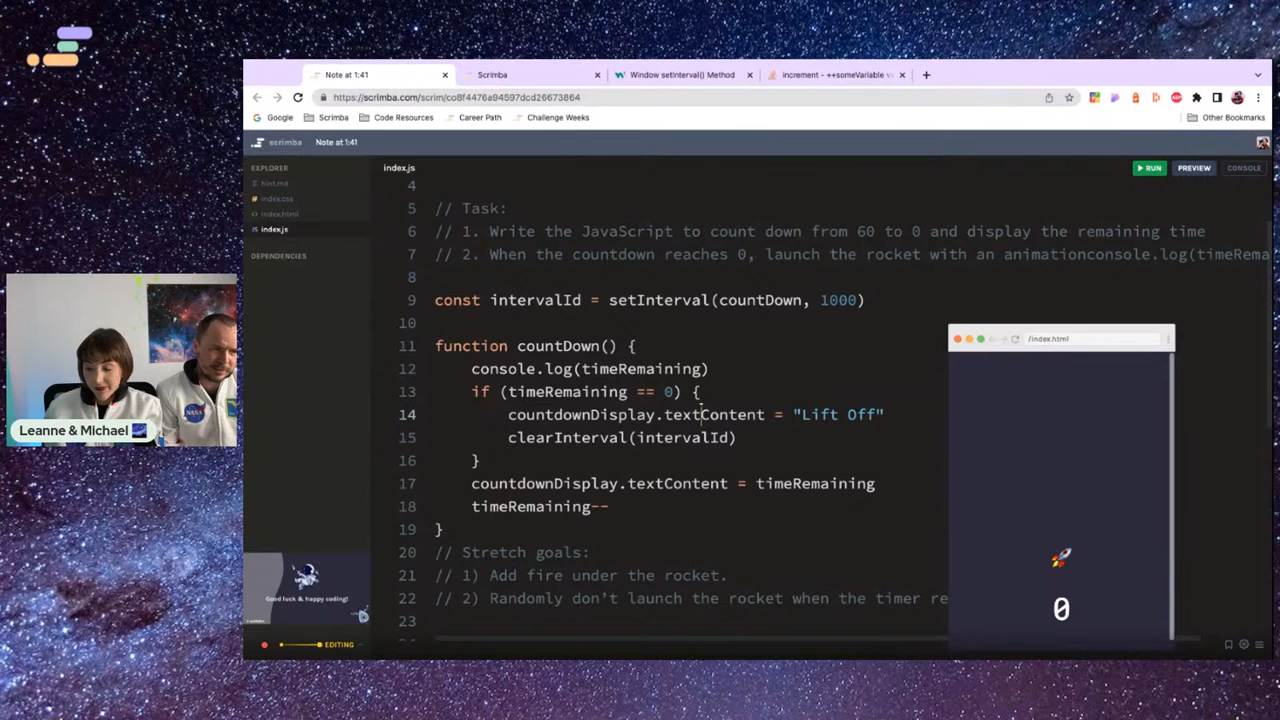 Note at 1:41
Scrimba
Window setInterval() Method
increment - ++someVariable v
https://scrimba.com/scrim/co8f4476a94597dcd26673864
Google
Scrimba
Code Resources
Career Path
Challenge Weeks
Other Bookmarks
scrimba
Note at 1:41
EXPLORER
hint.md
index.css
index.html
index.js
DEPENDENCIES
index.js
RUN
PREVIEW
CONSOLE
4
5 // Task:
6 // 1. Write the JavaScript to count down from 60 to 0 and display the remaining time
7 // 2. When the countdown reaches 0, launch the rocket with an animationconsole.log(timeRema
8
9 const intervalId = setInterval(countDown, 1000)
10
11 function countDown() {
12 console.log(timeRemaining)
13 if (timeRemaining == 0) {
14 countdownDisplay.textContent = "Lift Off"
15 clearInterval(intervalId)
16 }
17 countdownDisplay.textContent = timeRemaining
18 timeRemaining--
19 }
20 // Stretch goals:
21 // 1) Add fire under the rocket.
22 // 2) Randomly don’t launch the rocket when the timer re
23
/index.html
0
Leanne & Michael
NASA
Good luck & happy coding!
EDITING